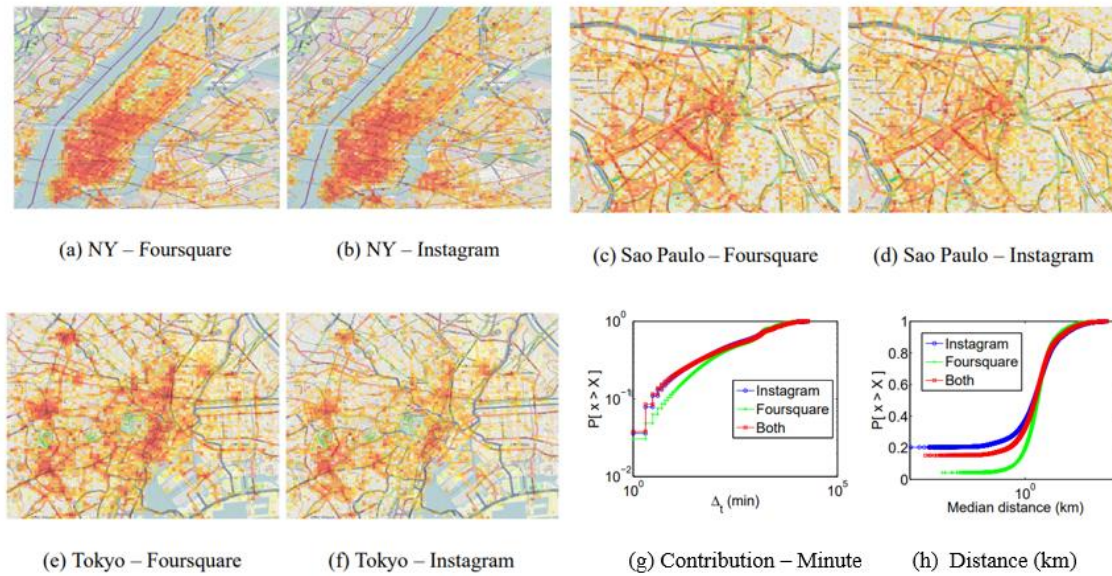 (a) NY – Foursquare
(b) NY – Instagram
(c) Sao Paulo – Foursquare
(d) Sao Paulo – Instagram
(e) Tokyo – Foursquare
(f) Tokyo – Instagram
P[ x > X ]
10^0
10^-1
10^-2
Instagram
Foursquare
Both
10^0
10^5
Δt (min)
(g) Contribution – Minute
P[ x > X ]
1
0.8
0.6
0.4
0.2
0
Instagram
Foursquare
Both
10^0
Median distance (km)
(h) Distance (km)